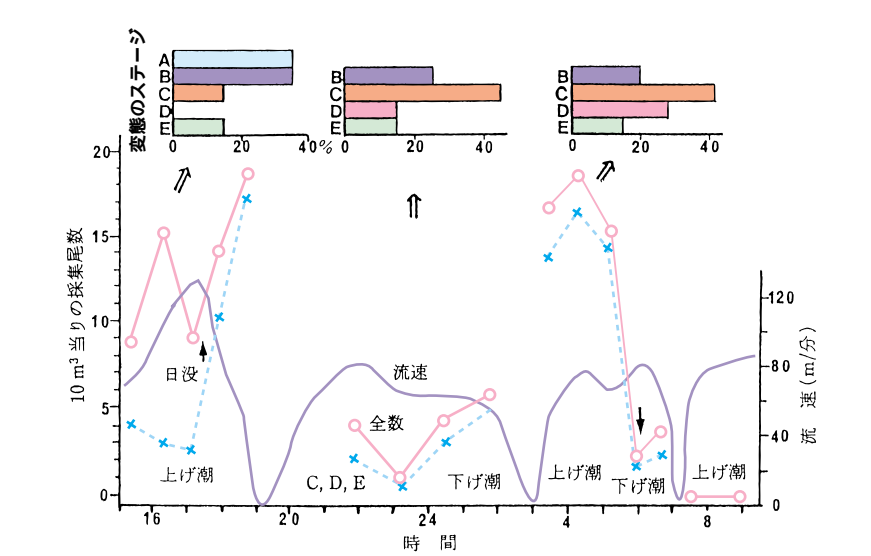 変態のステージ
A
B
C
D
E
0 20 40%
B
C
D
E
0 20 40
B
C
D
E
0 20 40
10 m³ 当りの採集尾数
20
15
10
5
0
日没
流速
全数
C, D, E
上げ潮
下げ潮
上げ潮
下げ潮
上げ潮
120
80
40
0
流速(m/分)
16 20 24 4 8
時間